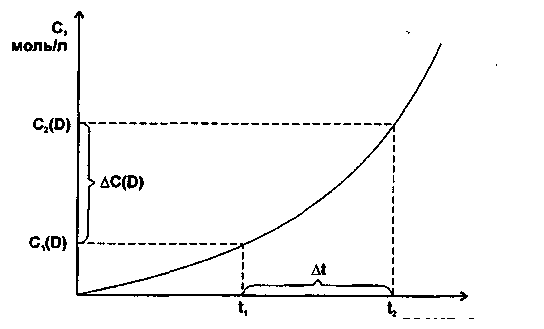 С,
моль/л
C₂(D)
ΔC(D)
C₁(D)
Δt
t₁
t₂